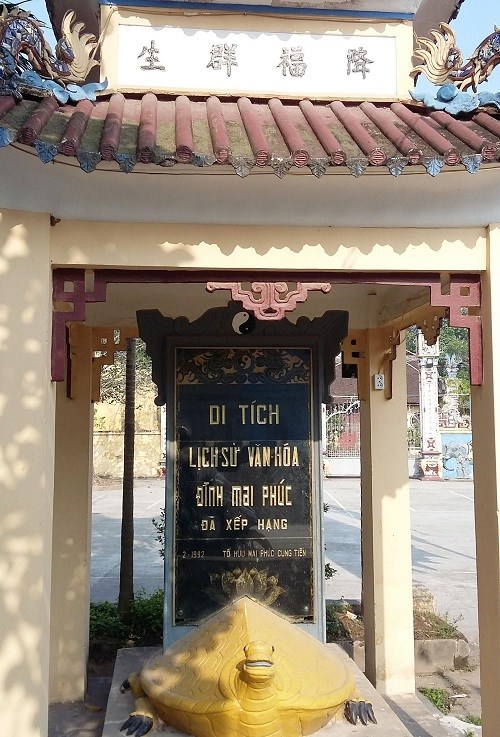 生群福降
DI TÍCH
LỊCH SỬ VĂN HÓA
ĐÌNH MAI PHÚC
ĐÃ XẾP HẠNG
2-1992 TỔ HƯU MAI PHÚC CUNG TIẾN